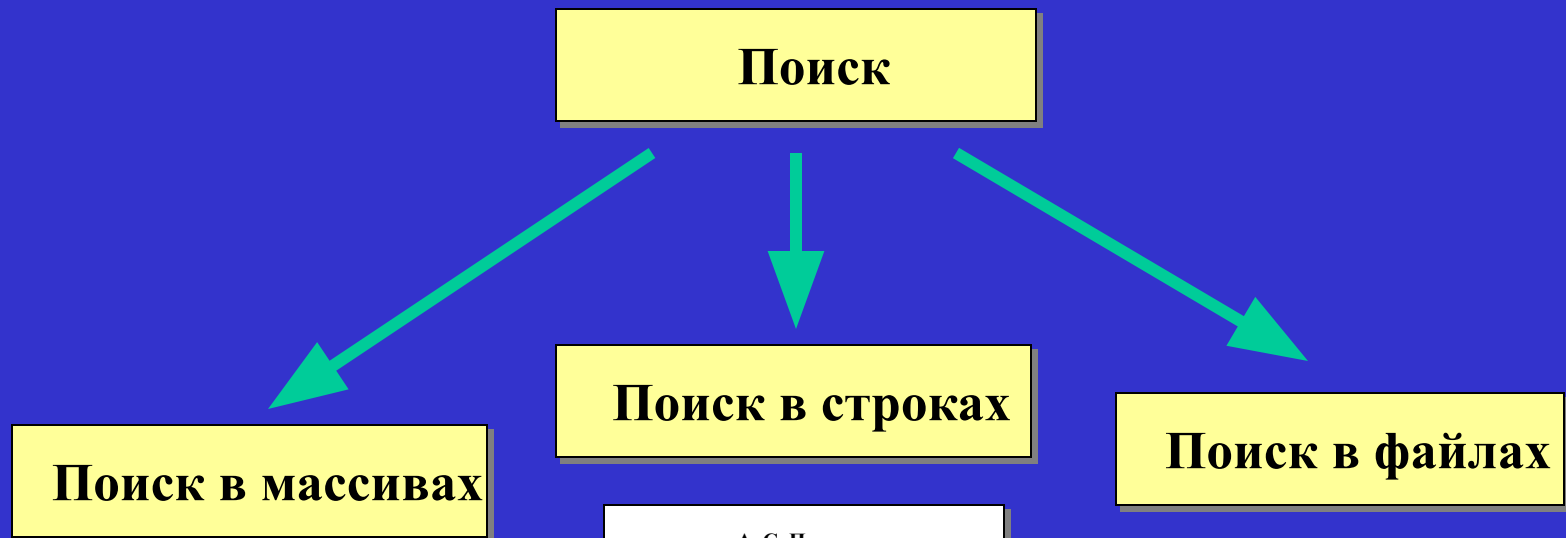 Поиск
Поиск в строках
Поиск в файлах
Поиск в массивах
А. С. П